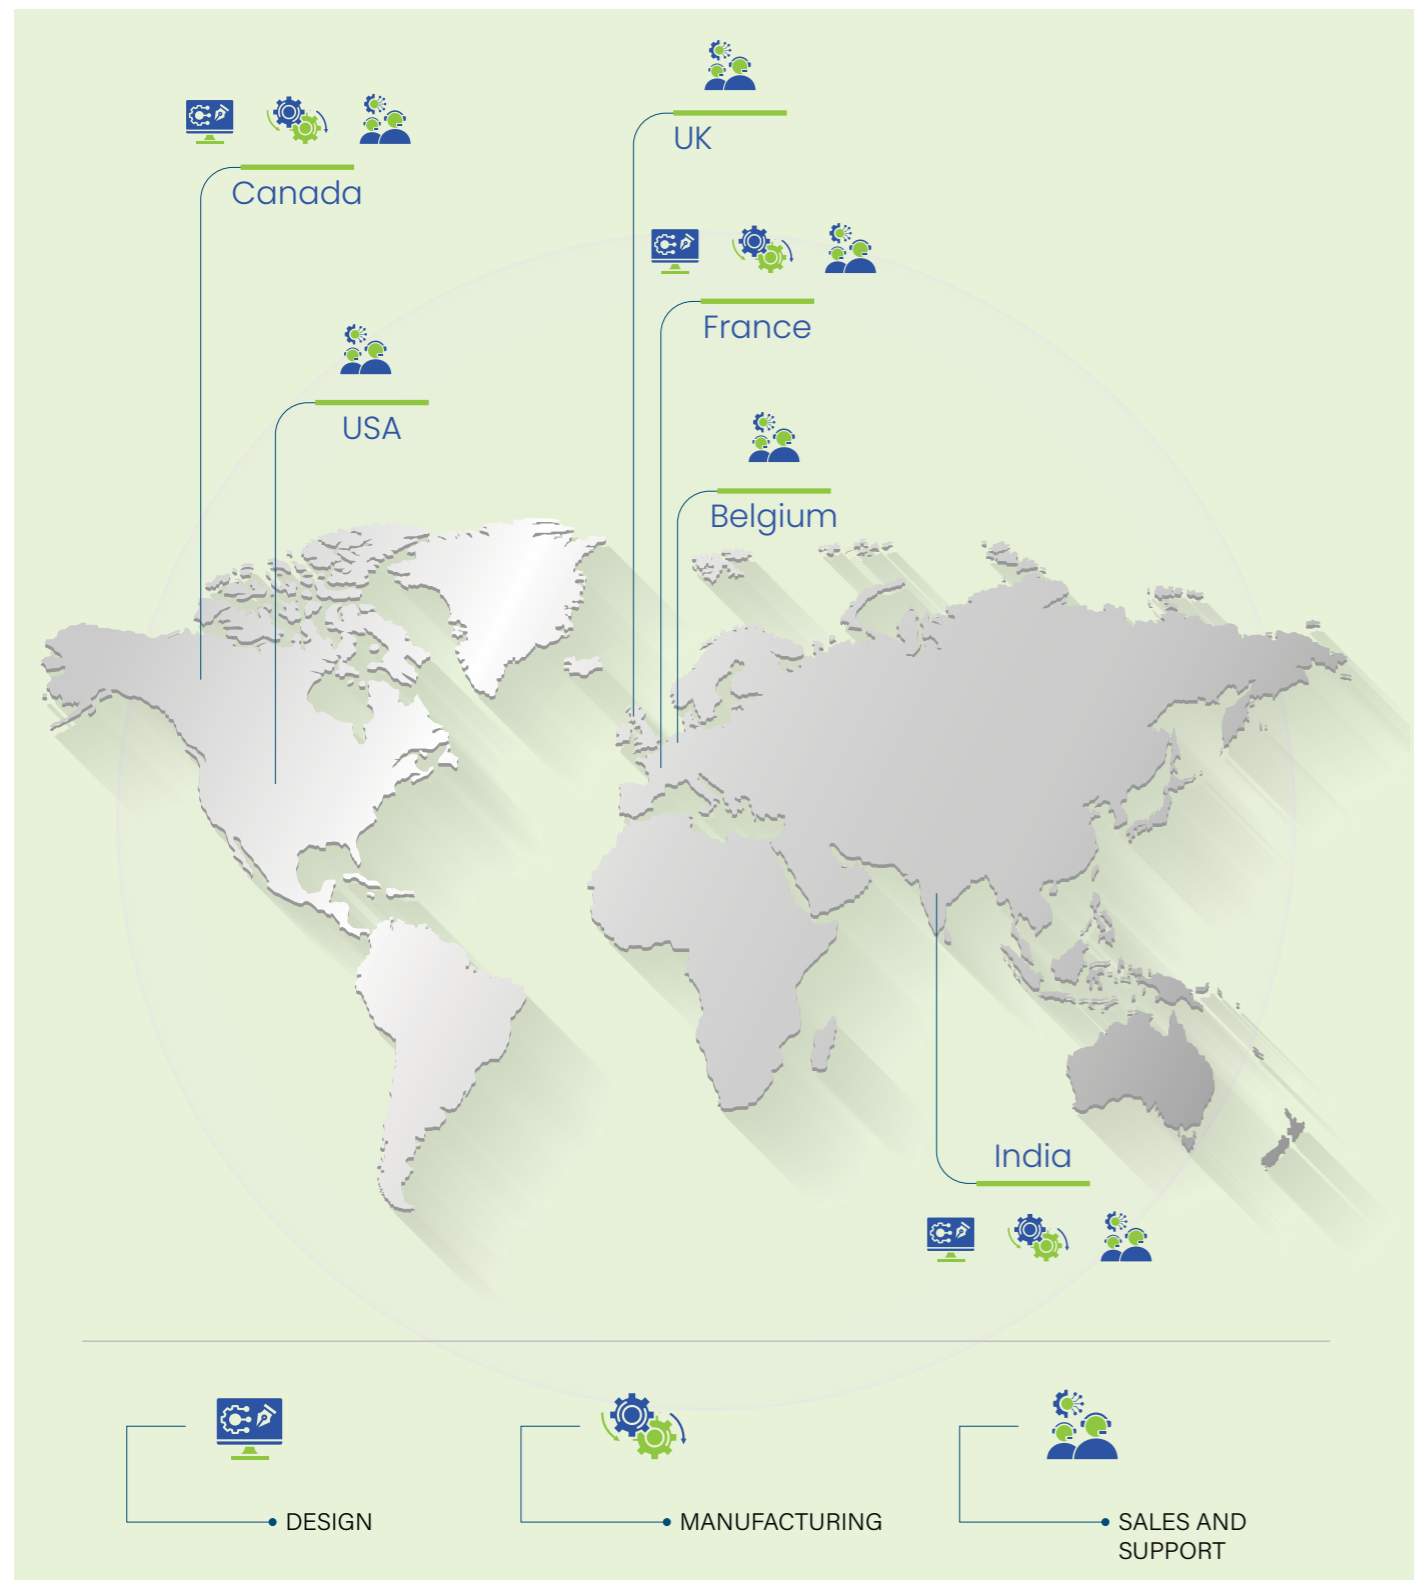 UK
Canada
France
USA
Belgium
India
DESIGN
MANUFACTURING
SALES AND
SUPPORT